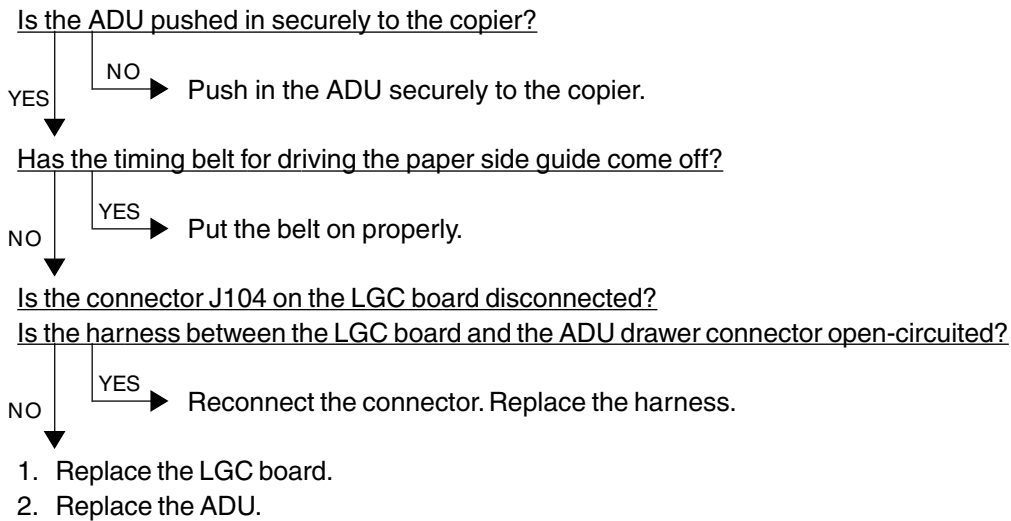 Is the ADU pushed in securely to the copier?
NO
Push in the ADU securely to the copier.
YES
Has the timing belt for driving the paper side guide come off?
YES
Put the belt on properly.
NO
Is the connector J104 on the LGC board disconnected?
Is the harness between the LGC board and the ADU drawer connector open-circuited?
YES
Reconnect the connector. Replace the harness.
NO
1. Replace the LGC board.
2. Replace the ADU.